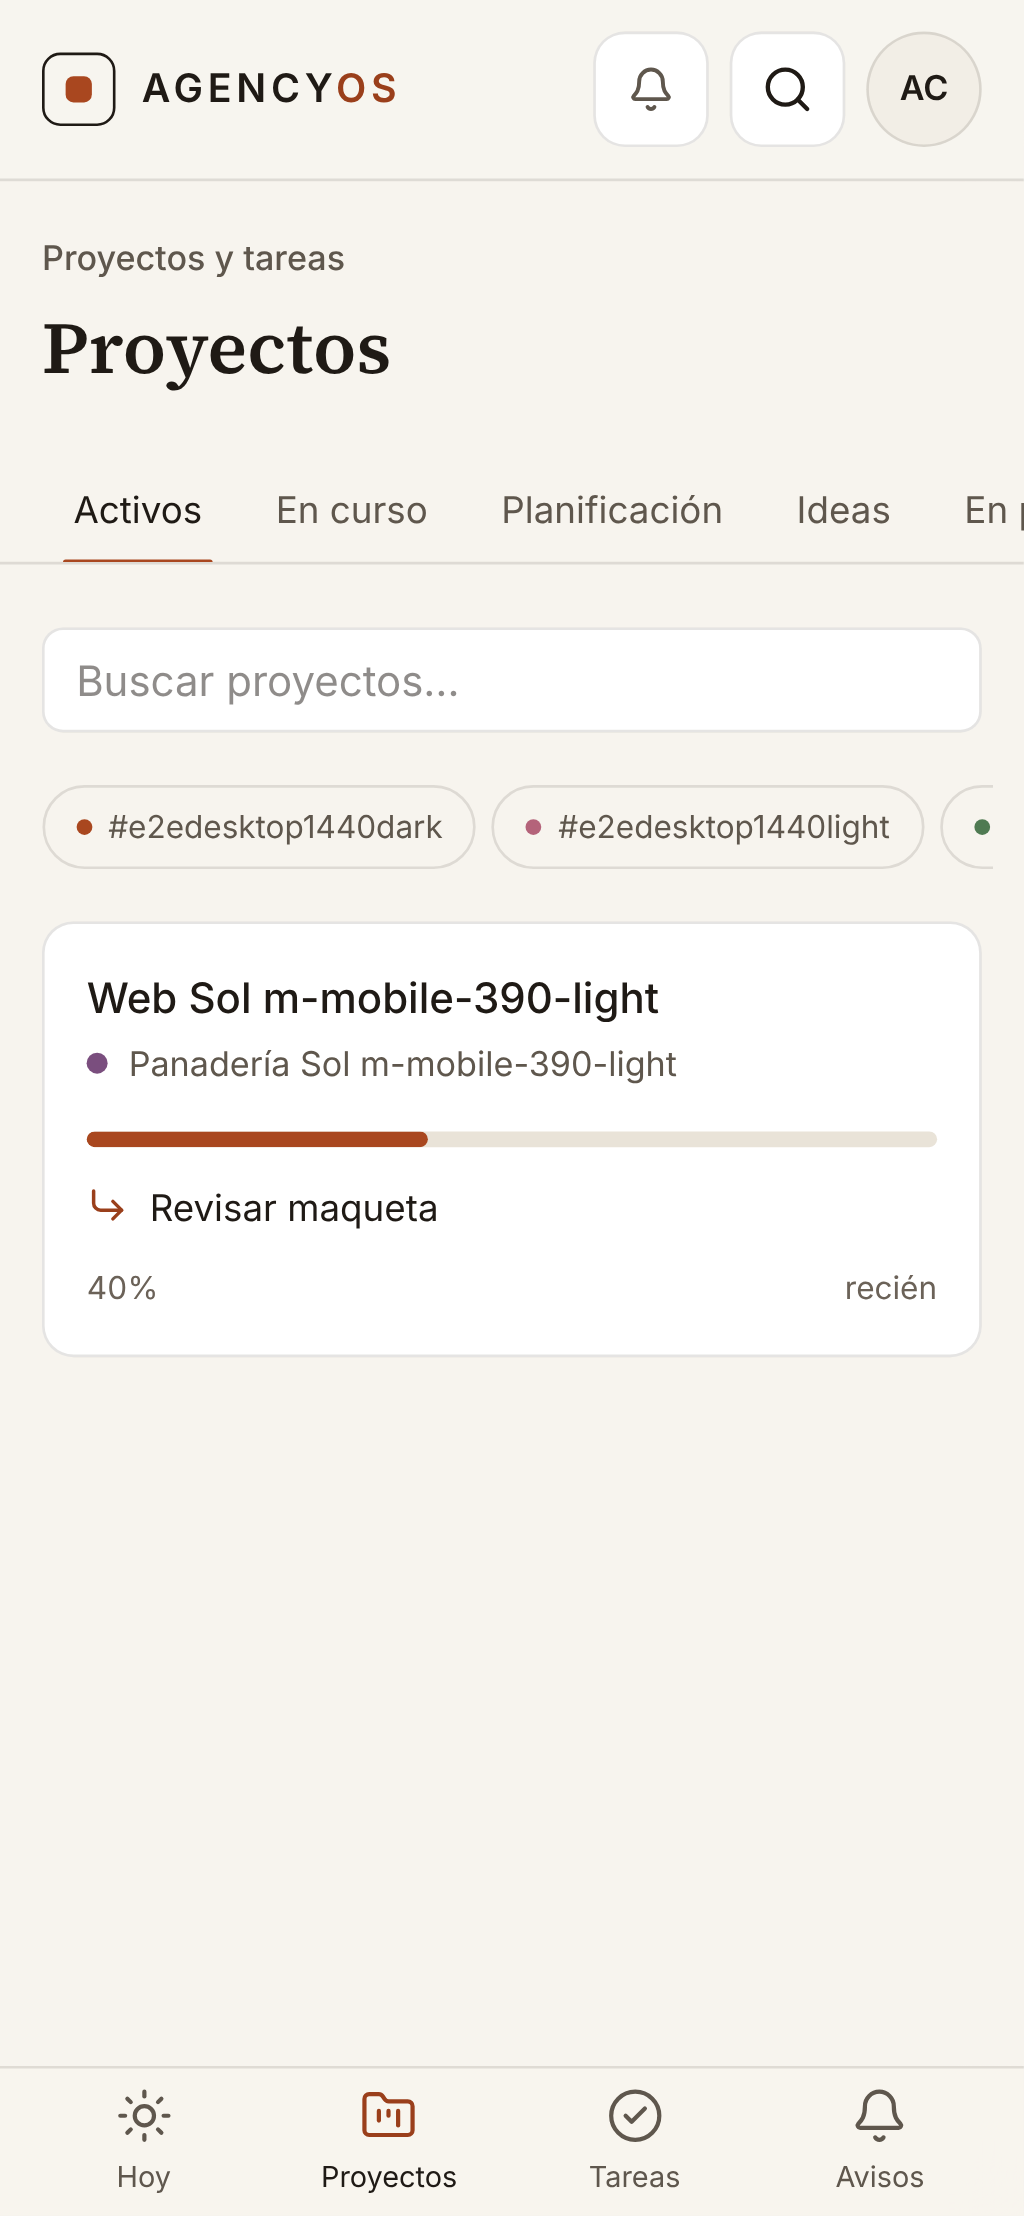 AGENCYOS
AC
Proyectos y tareas
Proyectos
Activos En curso Planificación Ideas En
Buscar proyectos...
#e2edesktop1440dark #e2edesktop1440light
Web Sol m-mobile-390-light
Panadería Sol m-mobile-390-light
Revisar maqueta
40% recién
Hoy Proyectos Tareas Avisos